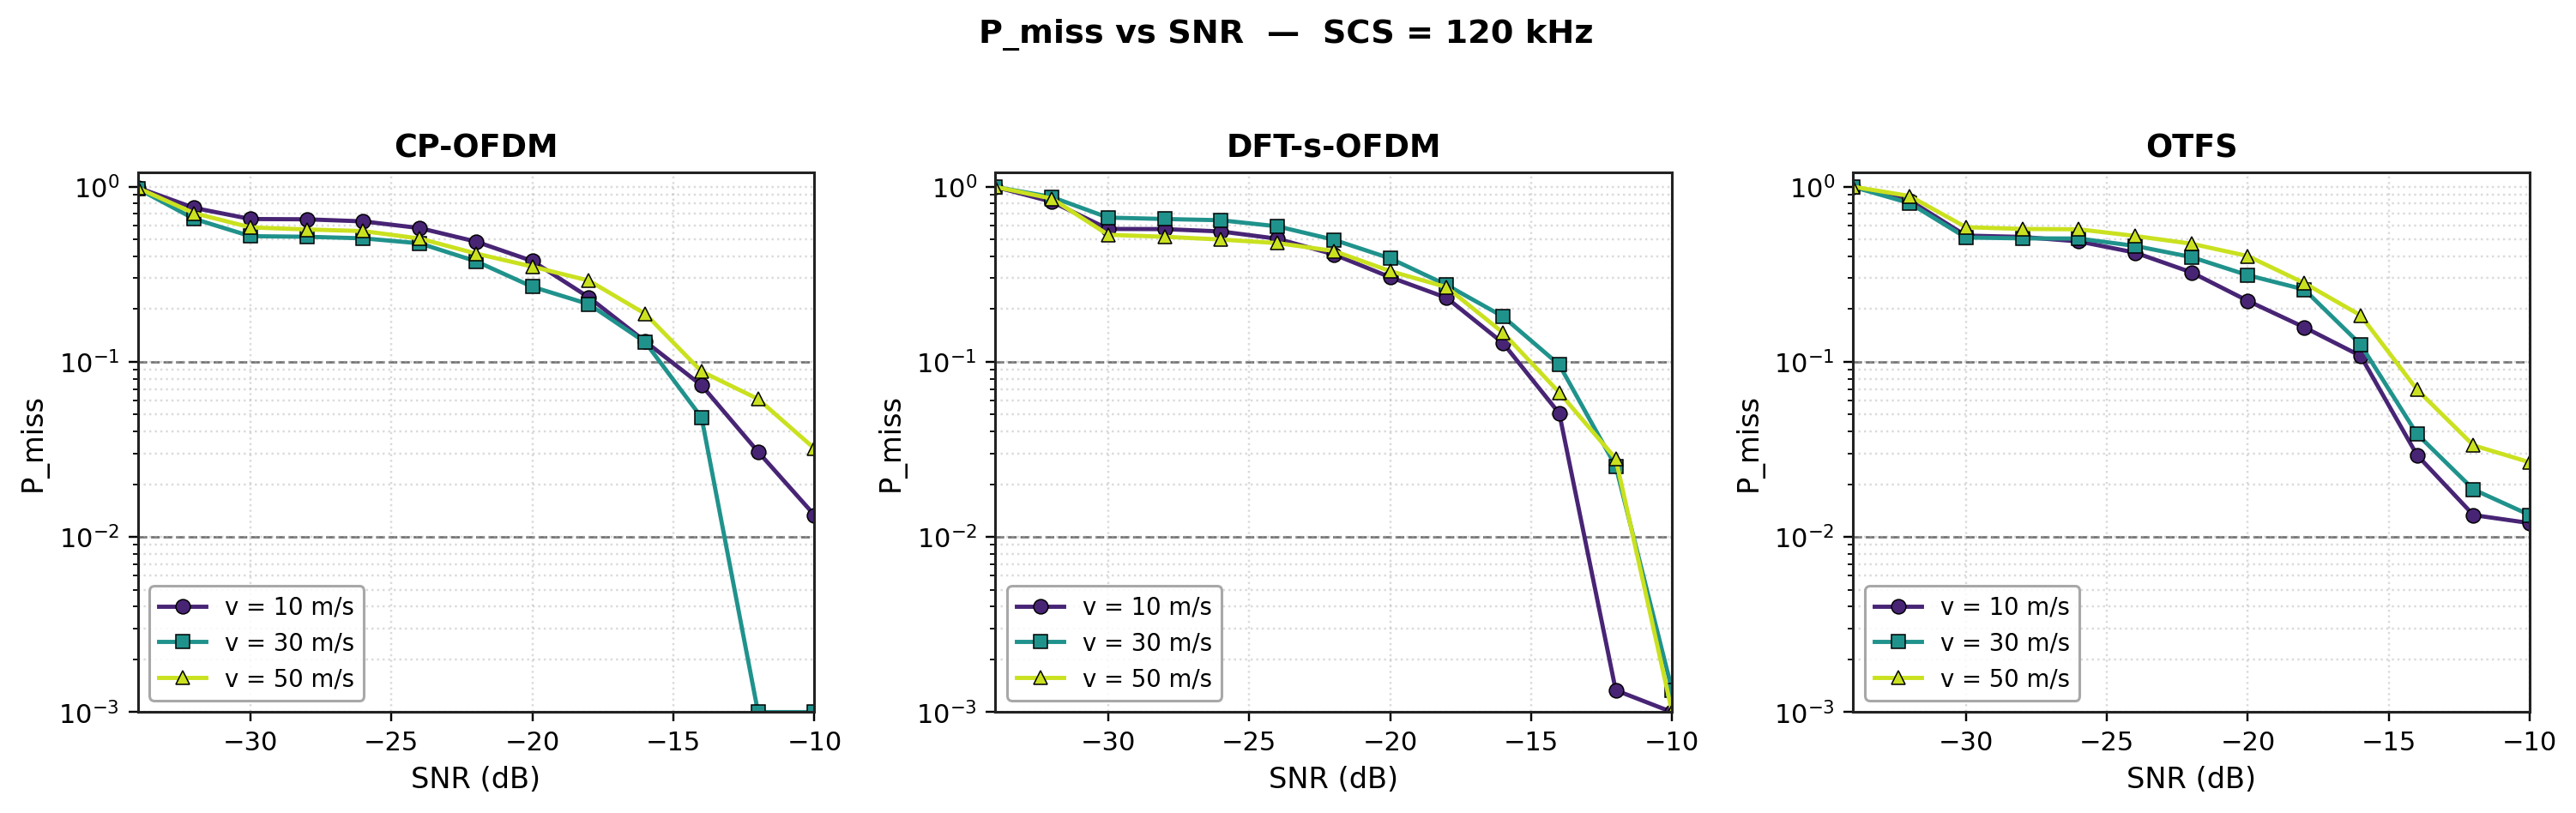 P_miss vs SNR — SCS = 120 kHz
CP-OFDM
P_miss
10⁰
10⁻¹
10⁻²
10⁻³
−30
−25
−20
−15
−10
SNR (dB)
v = 10 m/s
v = 30 m/s
v = 50 m/s
DFT-s-OFDM
P_miss
10⁰
10⁻¹
10⁻²
10⁻³
−30
−25
−20
−15
−10
SNR (dB)
v = 10 m/s
v = 30 m/s
v = 50 m/s
OTFS
P_miss
10⁰
10⁻¹
10⁻²
10⁻³
−30
−25
−20
−15
−10
SNR (dB)
v = 10 m/s
v = 30 m/s
v = 50 m/s